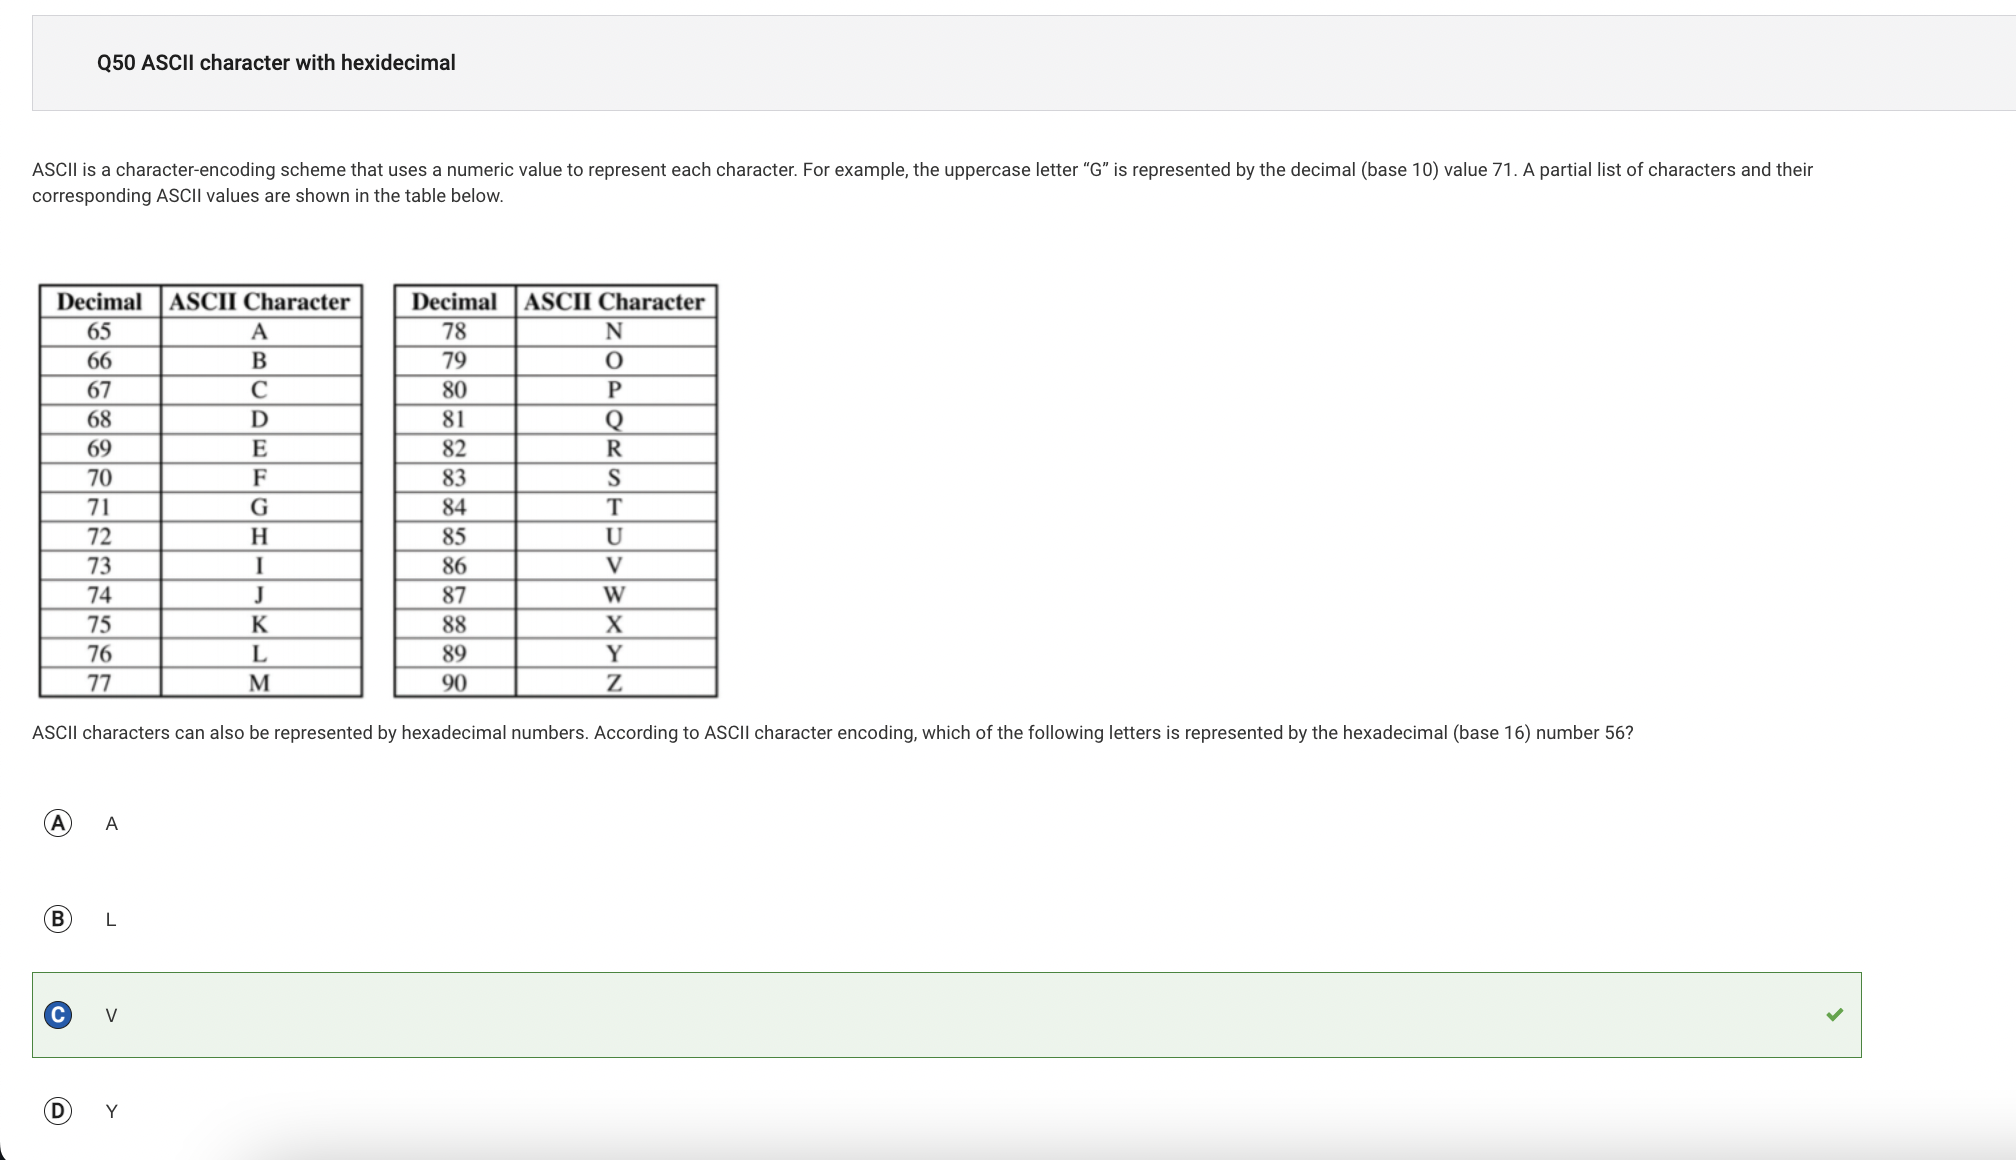 Q50 ASCII character with hexidecimal
ASCII is a character-encoding scheme that uses a numeric value to represent each character. For example, the uppercase letter “G” is represented by the decimal (base 10) value 71. A partial list of characters and their
corresponding ASCII values are shown in the table below.
Decimal ASCII Character Decimal ASCII Character
65 A 78 N
66 B 79 O
67 C 80 P
68 D 81 Q
69 E 82 R
70 F 83 S
71 G 84 T
72 H 85 U
73 I 86 V
74 J 87 W
75 K 88 X
76 L 89 Y
77 M 90 Z
ASCII characters can also be represented by hexadecimal numbers. According to ASCII character encoding, which of the following letters is represented by the hexadecimal (base 16) number 56?
A A
B L
C V
D Y